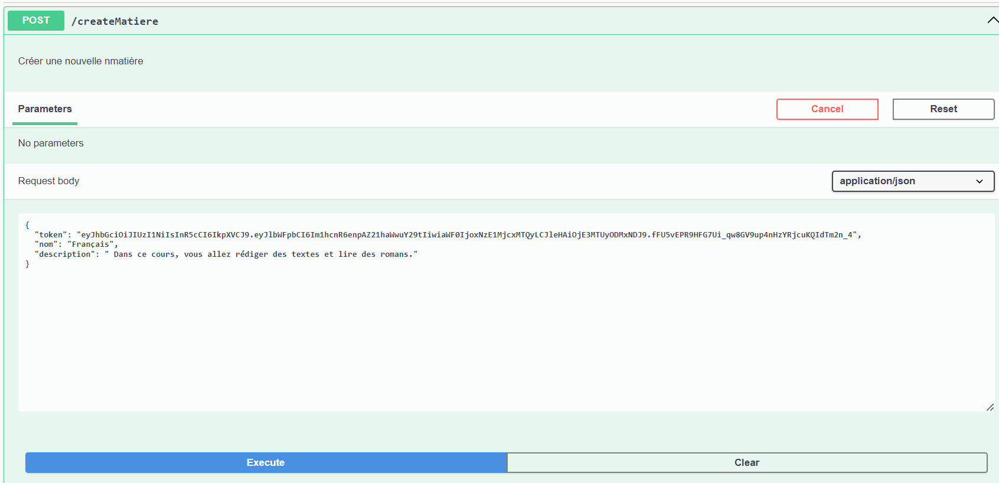 POST /createMatiere
Créer une nouvelle nmatière
Parameters Cancel Reset
No parameters
Request body application/json
{
"token": "eyJhbGciOiJIUzI1NiIsInR5cCI6IkpXVCJ9.eyJlbWFpbCI6Im1hcnR6enpAZ21haWwuY29tIiwiaWF0IjoxNzE1MjcxMTQyLCJleHAiOjE3MTUyODMxNDJ9.fFU5vEPR9HFG7Ui_qw8GV9up4nHzYRjcuKQIdTm2n_4",
"nom": "Français",
"description": " Dans ce cours, vous allez rédiger des textes et lire des romans."
}
Execute Clear